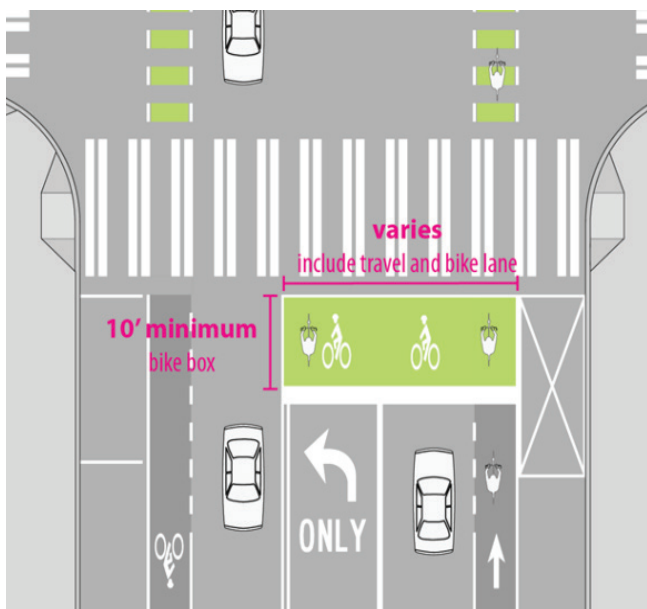 varies
include travel and bike lane
10’ minimum
bike box
ONLY